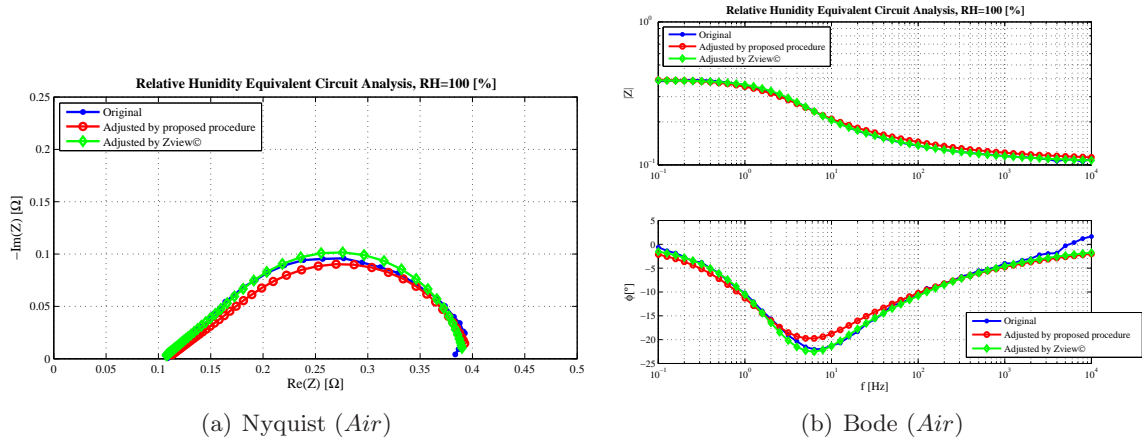 Relative Humidity Equivalent Circuit Analysis, RH=100 [%]
0.25
0.2
0.15
0.1
0.05
0
−Im(Z) [Ω]
Original
Adjusted by proposed procedure
Adjusted by Zview©
0 0.05 0.1 0.15 0.2 0.25 0.3 0.35 0.4 0.45 0.5
Re(Z) [Ω]
(a) Nyquist (Air)
Relative Humidity Equivalent Circuit Analysis, RH=100 [%]
10⁰
10⁻¹
|Z|
Original
Adjusted by proposed procedure
Adjusted by Zview©
10⁻¹ 10⁰ 10¹ 10² 10³ 10⁴
5
0
−5
−10
−15
−20
−25
ϕ[°]
Original
Adjusted by proposed procedure
Adjusted by Zview©
10⁻¹ 10⁰ 10¹ 10² 10³ 10⁴
f [Hz]
(b) Bode (Air)